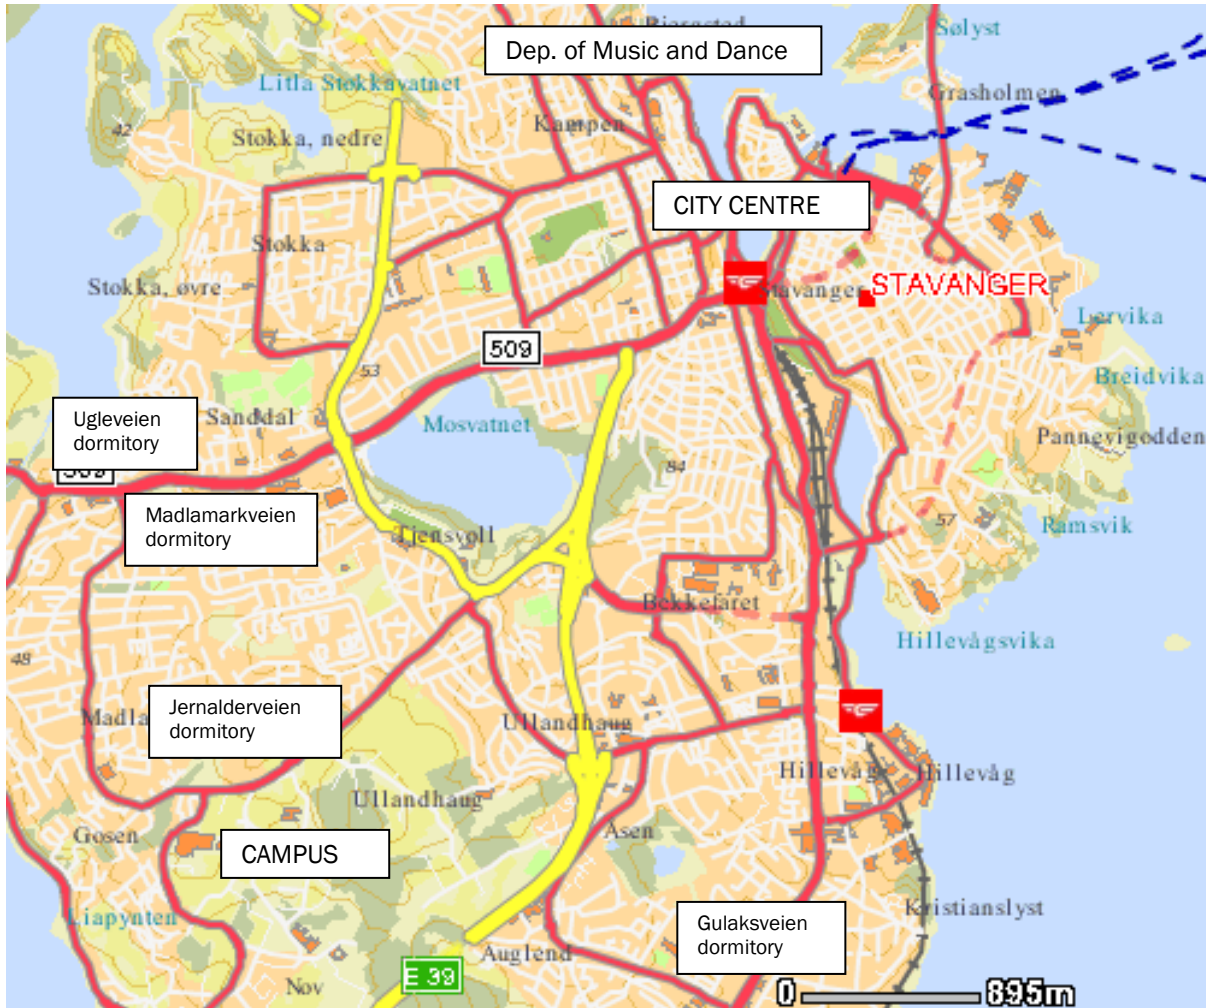 Bjergsted
Sølyst
Dep. of Music and Dance
Litla Stokkavatnet
Grasholmen
42
Kampen
Stokka, nedre
CITY CENTRE
Stokka
Stokka, øvre
Stavanger
STAVANGER
Lervika
509
53
Breidvika
Ugleveien
dormitory
Sanddal
Mosvatnet
Pannevigodden
509
84
Madlamarkveien
dormitory
57
Ramsvik
Tjensvoll
Bekkefaret
Hillevågsvika
48
Jernalderveien
dormitory
Madla
Ullandhaug
Hillevåg
Hillevåg
Ullandhaug
Gosen
Åsen
CAMPUS
Liapynten
Kristianslyst
Gulaksveien
dormitory
Auglend
E 39
Nov
0
895m